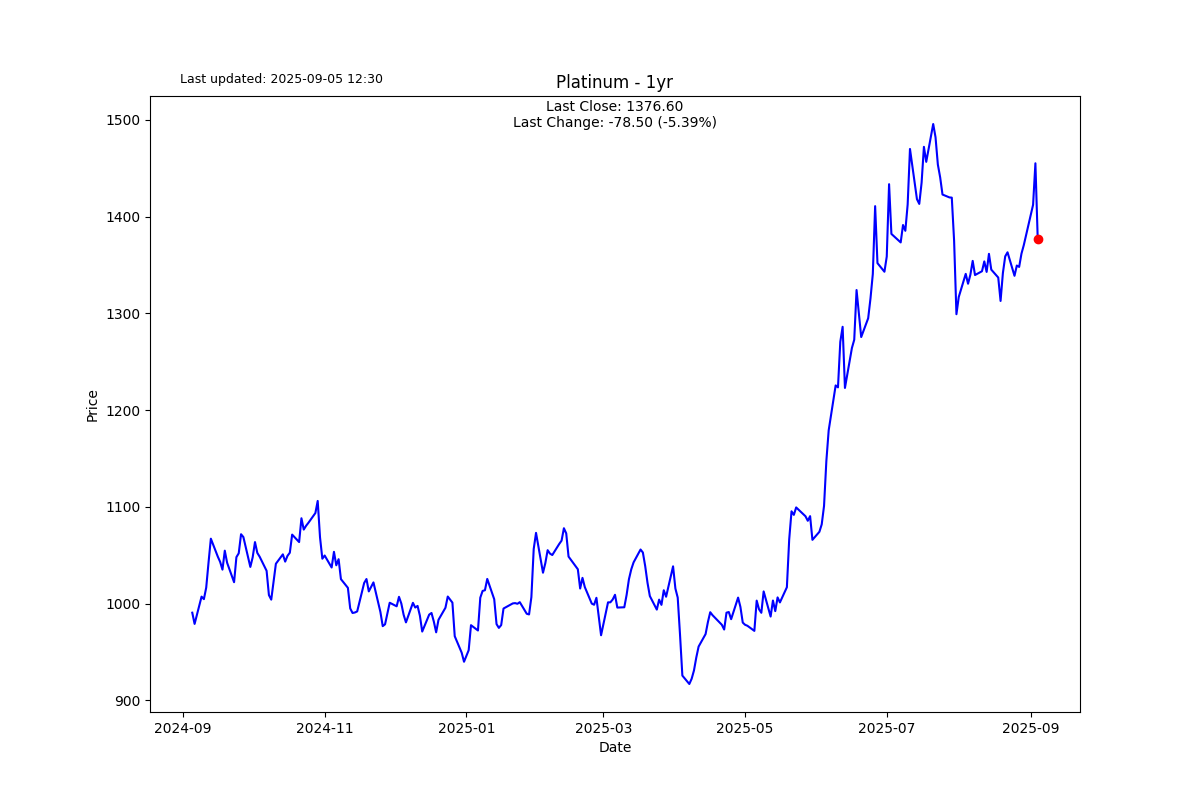 Last updated: 2025-09-05 12:30
Platinum - 1yr
Last Close: 1376.60
Last Change: -78.50 (-5.39%)
1500
1400
1300
1200
1100
1000
900
Price
2024-09 2024-11 2025-01 2025-03 2025-05 2025-07 2025-09
Date